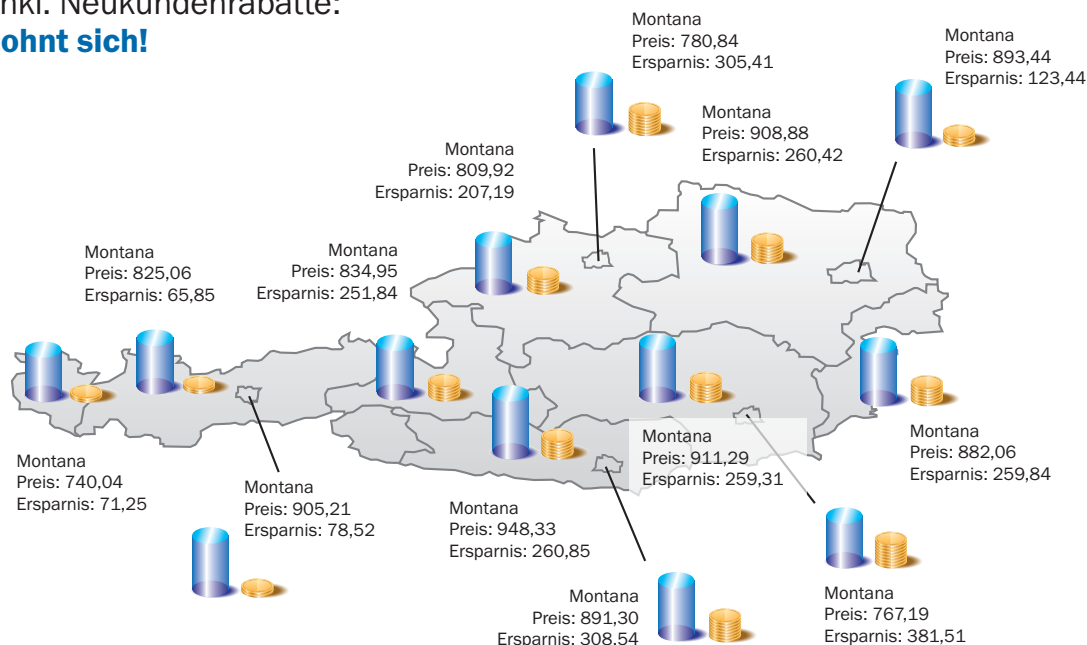 nkl. Neukundenrabatte:
ohnt sich!
Montana
Preis: 780,84
Ersparnis: 305,41
Montana
Preis: 893,44
Ersparnis: 123,44
Montana
Preis: 908,88
Ersparnis: 260,42
Montana
Preis: 809,92
Ersparnis: 207,19
Montana
Preis: 825,06
Ersparnis: 65,85
Montana
Preis: 834,95
Ersparnis: 251,84
Montana
Preis: 911,29
Ersparnis: 259,31
Montana
Preis: 882,06
Ersparnis: 259,84
Montana
Preis: 740,04
Ersparnis: 71,25
Montana
Preis: 905,21
Ersparnis: 78,52
Montana
Preis: 948,33
Ersparnis: 260,85
Montana
Preis: 891,30
Ersparnis: 308,54
Montana
Preis: 767,19
Ersparnis: 381,51